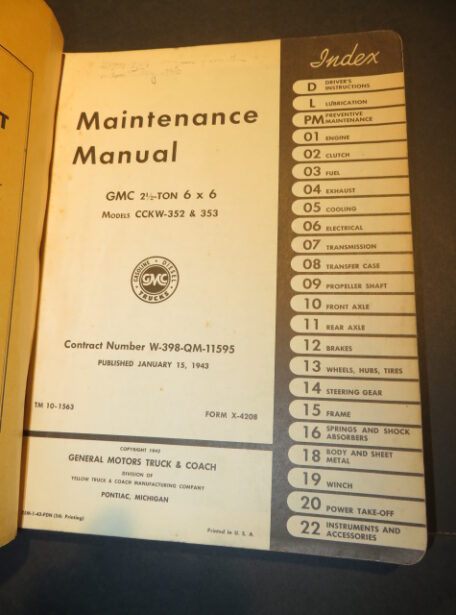 T
Maintenance
Manual
GMC 2½-TON 6 x 6
MODELS CCKW-352 & 353
GASOLINE • DIESEL
GMC
TRUCKS
Contract Number W-398-QM-11595
PUBLISHED JANUARY 15, 1943
TM 10-1563
FORM X-4208
COPYRIGHT 1942
GENERAL MOTORS TRUCK & COACH
DIVISION OF
YELLOW TRUCK & COACH MANUFACTURING COMPANY
PONTIAC, MICHIGAN
Printing)
Printed in U. S. A.
Index
D DRIVER'S
INSTRUCTIONS
L LUBRICATION
PM PREVENTIVE
MAINTENANCE
01 ENGINE
02 CLUTCH
03 FUEL
04 EXHAUST
05 COOLING
06 ELECTRICAL
07 TRANSMISSION
08 TRANSFER CASE
09 PROPELLER SHAFT
10 FRONT AXLE
11 REAR AXLE
12 BRAKES
13 WHEELS, HUBS, TIRES
14 STEERING GEAR
15 FRAME
16 SPRINGS AND SHOCK
ABSORBERS
18 BODY AND SHEET
METAL
19 WINCH
20 POWER TAKE-OFF
22 INSTRUMENTS AND
ACCESSORIES